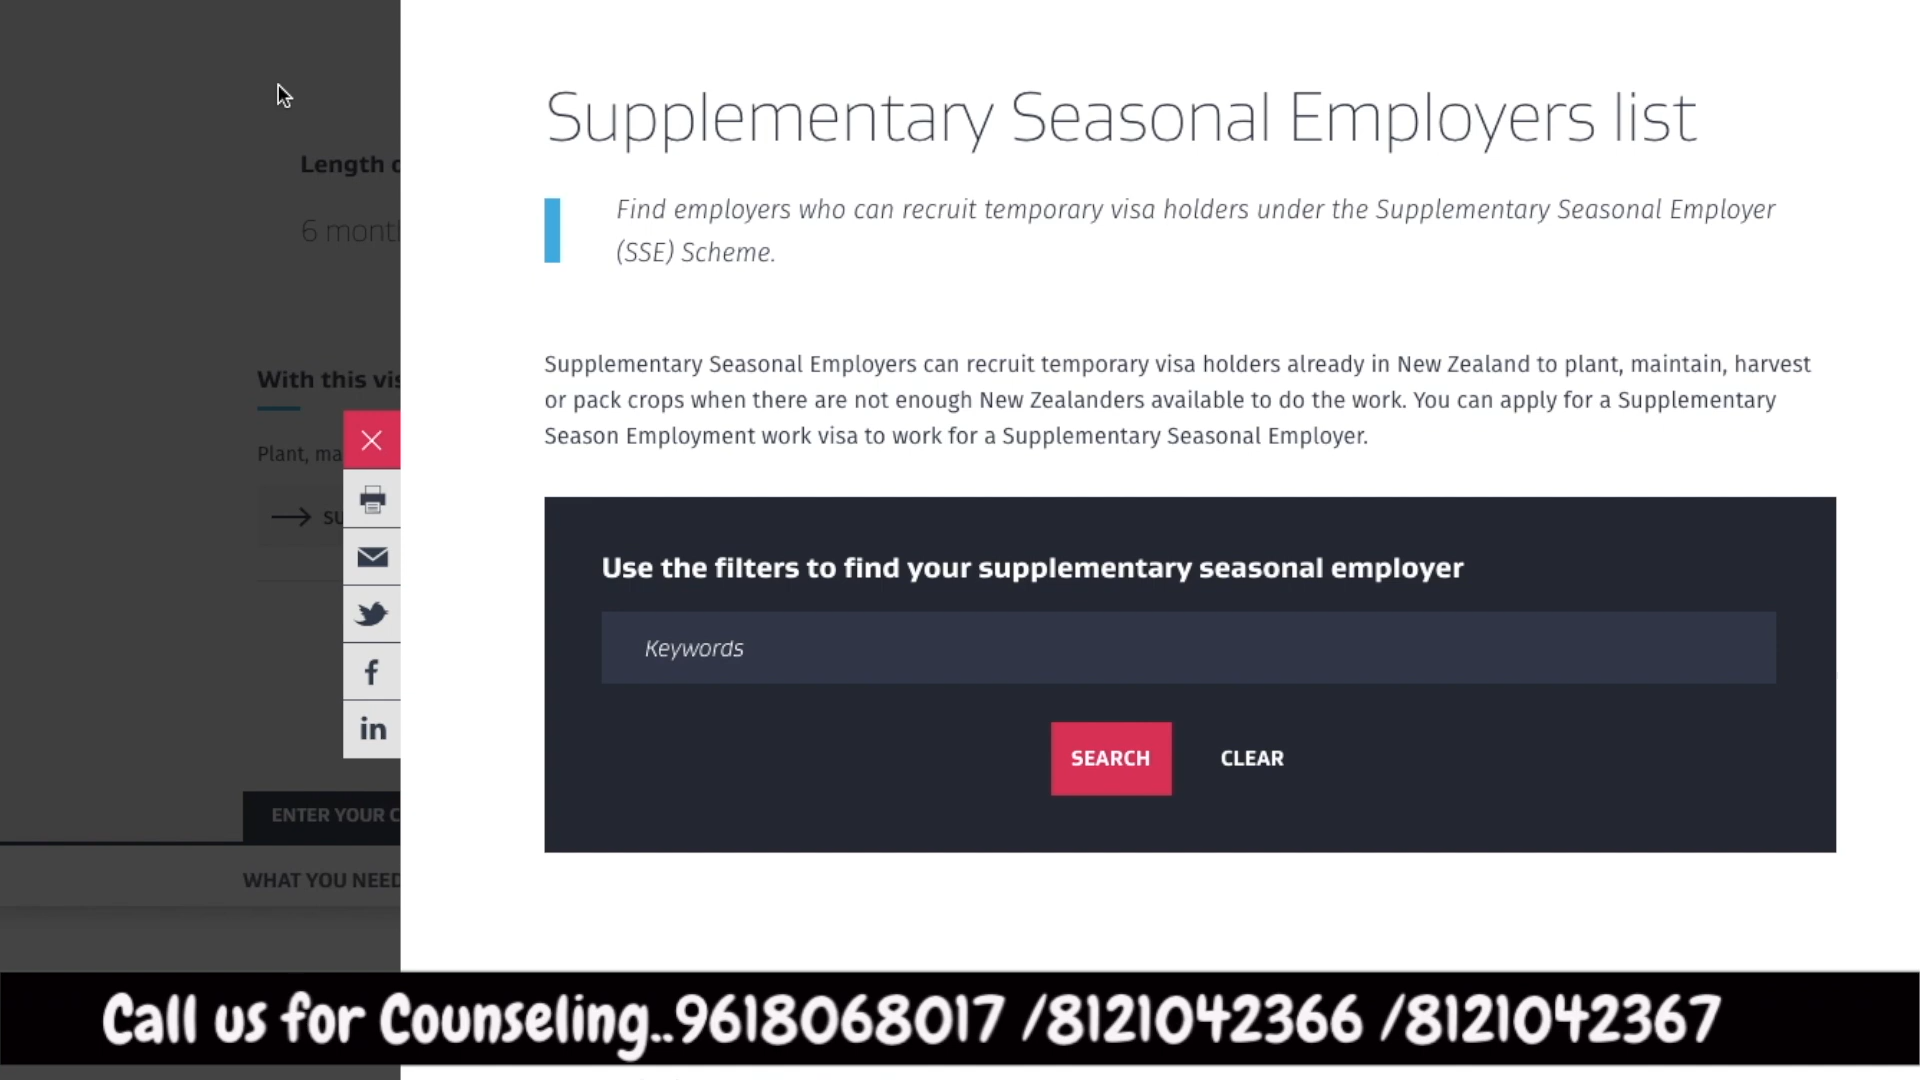 Supplementary Seasonal Employers list
Find employers who can recruit temporary visa holders under the Supplementary Seasonal Employer
(SSE) Scheme.
Length
6
With this
Supplementary Seasonal Employers can recruit temporary visa holders already in New Zealand to plant, maintain, harvest
or pack crops when there are not enough New Zealanders available to do the work. You can apply for a Supplementary
Season Employment work visa to work for a Supplementary Seasonal Employer.
Plant,
Use the filters to find your supplementary seasonal employer
Keywords
in
SEARCH
CLEAR
ENTER YOUR
WHAT YOU NEED
Call us for Counseling..9618068017 /8121042366 /8121042367